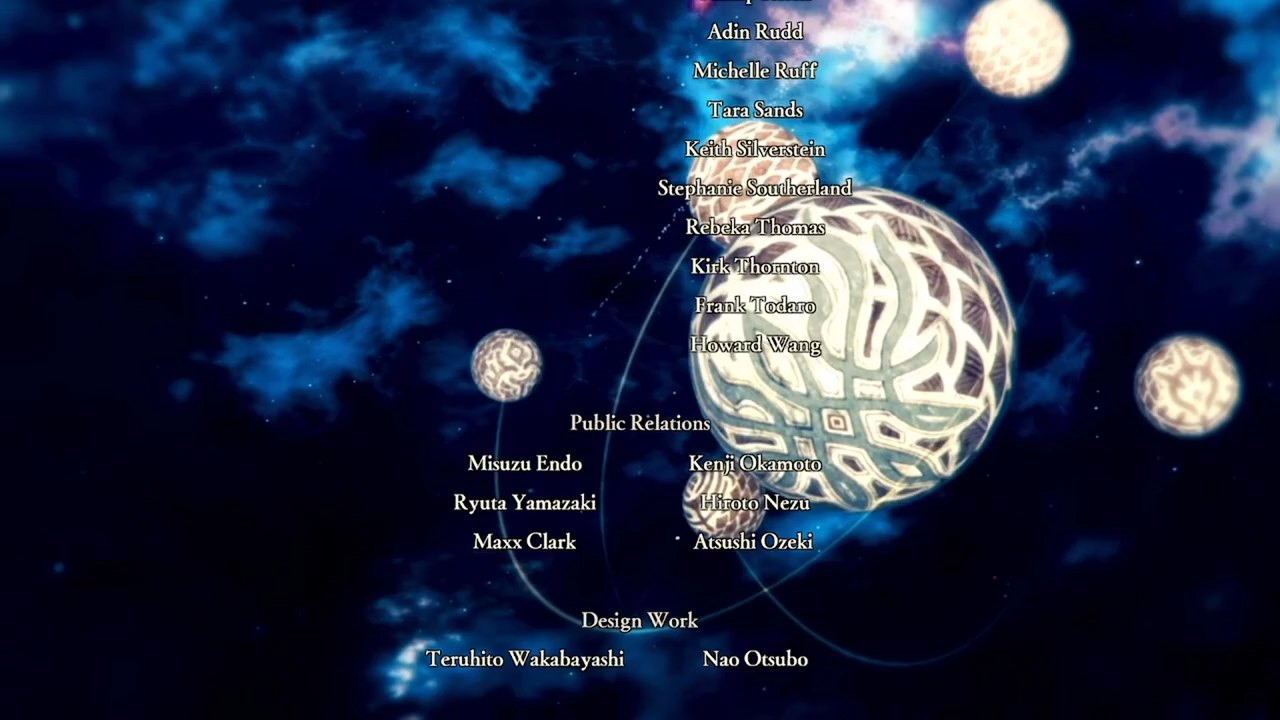 Adin Rudd
Michelle Ruff
Tara Sands
Keith Silverstein
Stephanie Southerland
Rebeka Thomas
Kirk Thornton
Frank Todaro
Howard Wang
Public Relations
Misuzu Endo Kenji Okamoto
Ryuta Yamazaki Hiroto Nezu
Maxx Clark Atsushi Ozeki
Design Work
Teruhito Wakabayashi Nao Otsubo